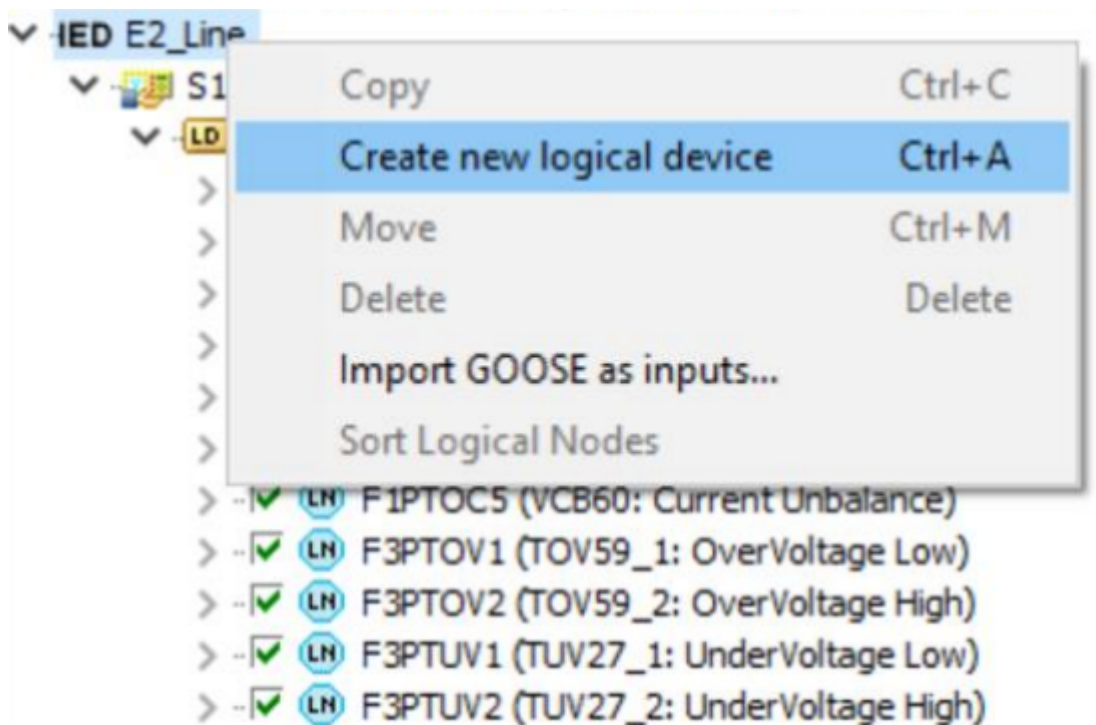 IED E2_Line
S1
LD
Copy Ctrl+C
Create new logical device Ctrl+A
Move Ctrl+M
Delete Delete
Import GOOSE as inputs...
Sort Logical Nodes
LN F1PTOC5 (VCB60: Current Unbalance)
LN F3PTOV1 (TOV59_1: OverVoltage Low)
LN F3PTOV2 (TOV59_2: OverVoltage High)
LN F3PTUV1 (TUV27_1: UnderVoltage Low)
LN F3PTUV2 (TUV27_2: UnderVoltage High)